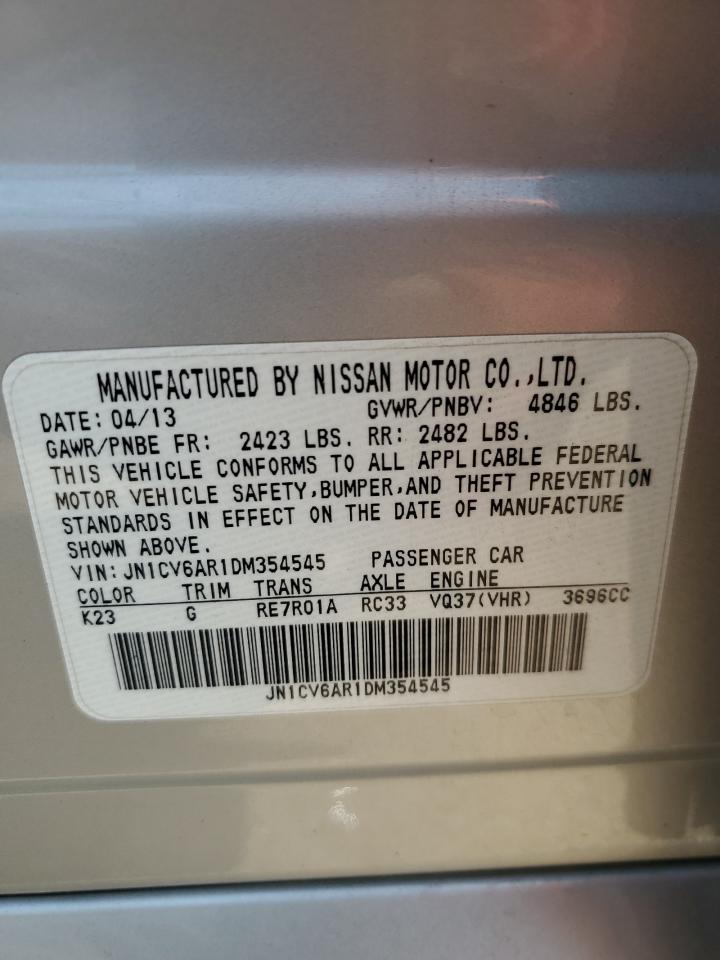 MANUFACTURED BY NISSAN MOTOR CO.,LTD.
DATE: 04/13 GVWR/PNBV: 4846 LBS.
GAWR/PNBE FR: 2423 LBS. RR: 2482 LBS.
THIS VEHICLE CONFORMS TO ALL APPLICABLE FEDERAL
MOTOR VEHICLE SAFETY,BUMPER,AND THEFT PREVENTION
STANDARDS IN EFFECT ON THE DATE OF MANUFACTURE
SHOWN ABOVE.
VIN: JN1CV6AR1DM354545 PASSENGER CAR
COLOR TRIM TRANS AXLE ENGINE
K23 G RE7R01A RC33 VQ37(VHR) 3696CC
JN1CV6AR1DM354545